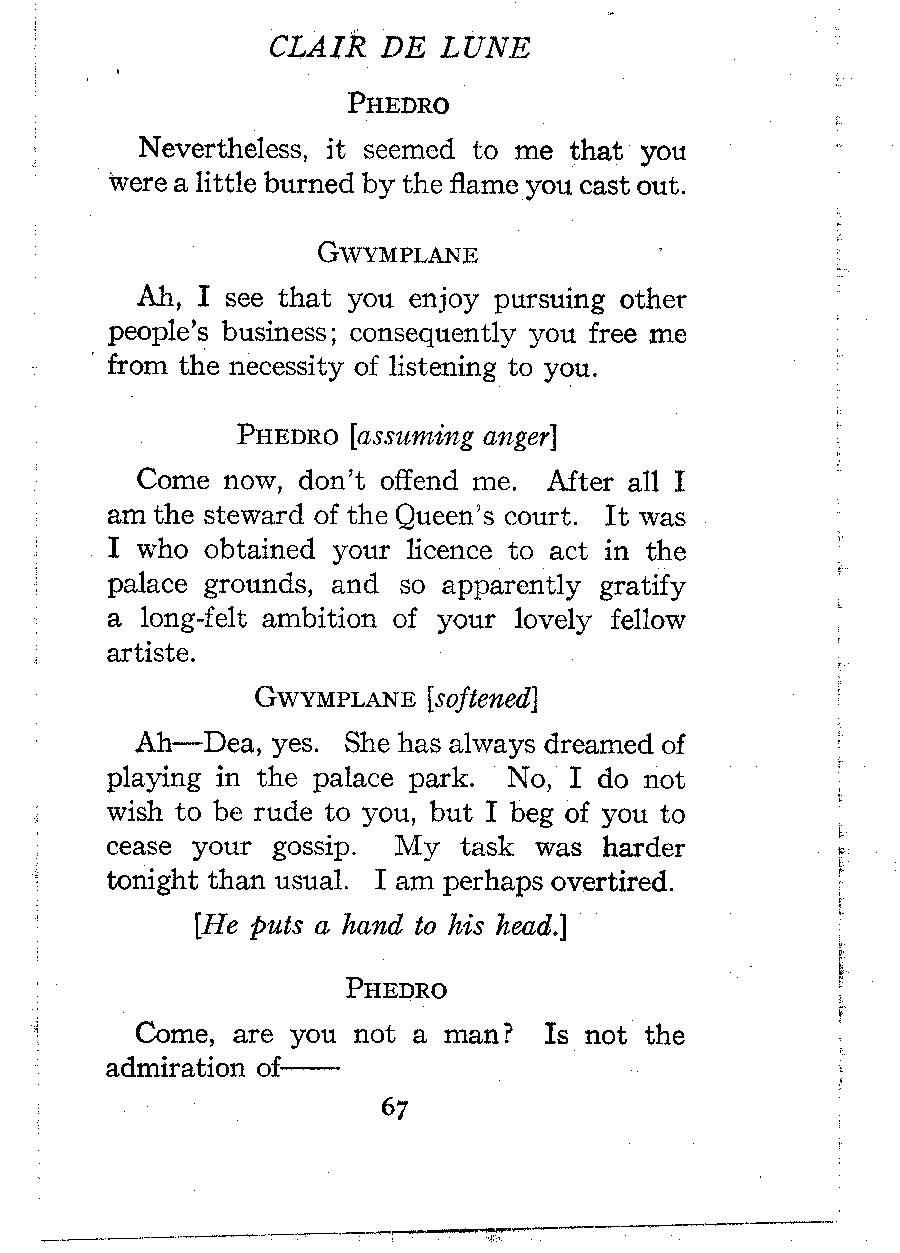 CLAIR DE LUNE
PHEDRO
Nevertheless, it seemed to me that you
were a little burned by the flame you cast out.
GWYMPLANE
Ah, I see that you enjoy pursuing other
people's business; consequently you free me
from the necessity of listening to you.
PHEDRO [assuming anger]
Come now, don't offend me. After all I
am the steward of the Queen's court. It was
I who obtained your licence to act in the
palace grounds, and so apparently gratify
a long-felt ambition of your lovely fellow
artiste.
GWYMPLANE [softened]
Ah—Dea, yes. She has always dreamed of
playing in the palace park. No, I do not
wish to be rude to you, but I beg of you to
cease your gossip. My task was harder
tonight than usual. I am perhaps overtired.
[He puts a hand to his head.]
PHEDRO
Come, are you not a man? Is not the
admiration of——
67